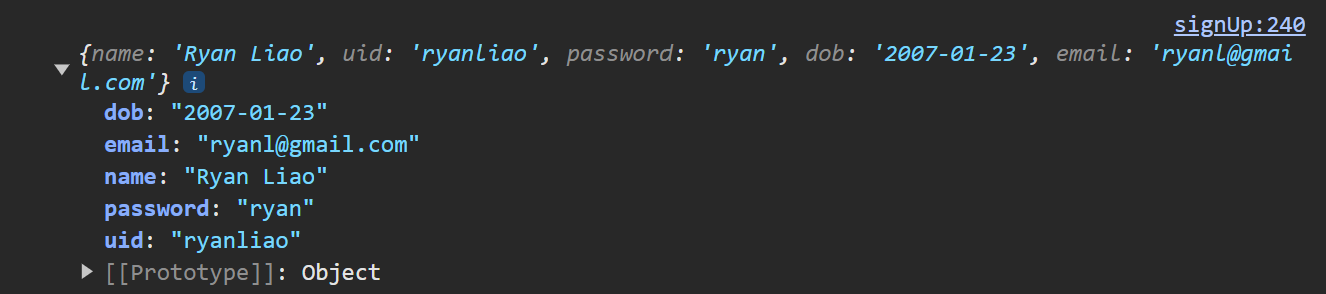 signUp:240
{name: 'Ryan Liao', uid: 'ryanliao', password: 'ryan', dob: '2007-01-23', email: 'ryanl@gmai
l.com'} i
dob: "2007-01-23"
email: "ryanl@gmail.com"
name: "Ryan Liao"
password: "ryan"
uid: "ryanliao"
[[Prototype]]: Object